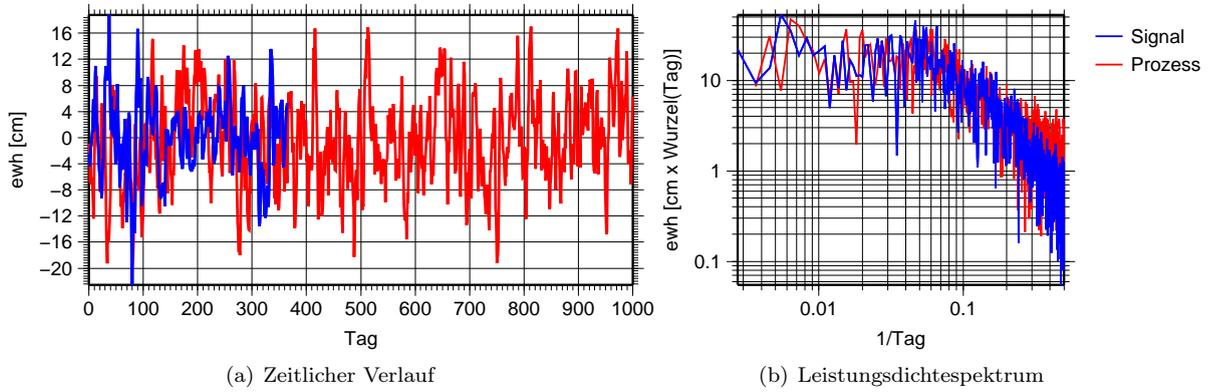 16
12
8
4
0
−4
−8
−12
−16
−20
ewh [cm]
0 100 200 300 400 500 600 700 800 900 1000
Tag
(a) Zeitlicher Verlauf
10
1
0.1
ewh [cm x Wurzel(Tag)]
0.01 0.1
1/Tag
(b) Leistungsdichtespektrum
Signal
Prozess